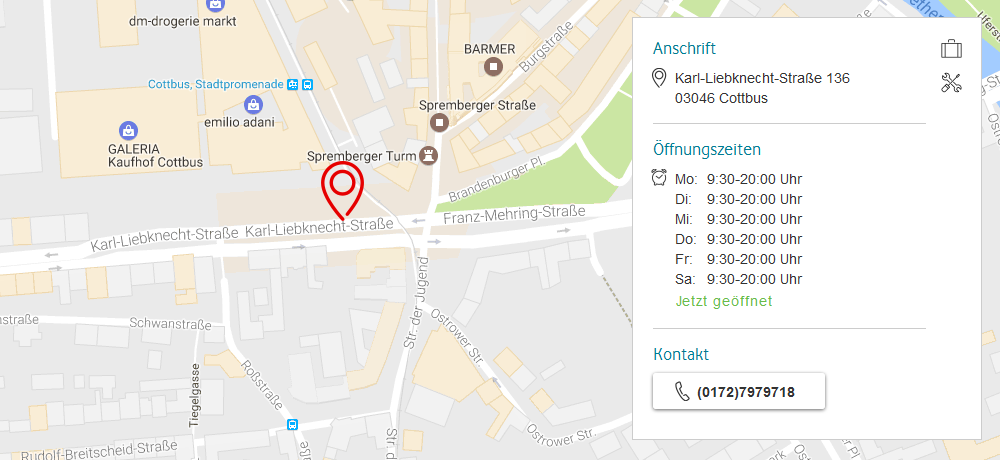 dm-drogerie markt
BARMER
Burgstraße
Cottbus, Stadtpromenade
Spremberger Straße
emilio adani
GALERIA
Kaufhof Cottbus
Spremberger Turm
Brandenburger Pl.
Franz-Mehring-Straße
Karl-Liebknecht-Straße
Karl-Liebknecht-Straße
Str. der Jugend
Ostrower Str.
nstraße
Schwanstraße
Roßstraße
Tiegelgasse
Rudolf-Breitscheid-Straße
Str. d
Ostrower Str.
Uferstr
Ostr
Anschrift
Karl-Liebknecht-Straße 136
03046 Cottbus
Öffnungszeiten
Mo: 9:30-20:00 Uhr
Di: 9:30-20:00 Uhr
Mi: 9:30-20:00 Uhr
Do: 9:30-20:00 Uhr
Fr: 9:30-20:00 Uhr
Sa: 9:30-20:00 Uhr
Jetzt geöffnet
Kontakt
(0172)7979718